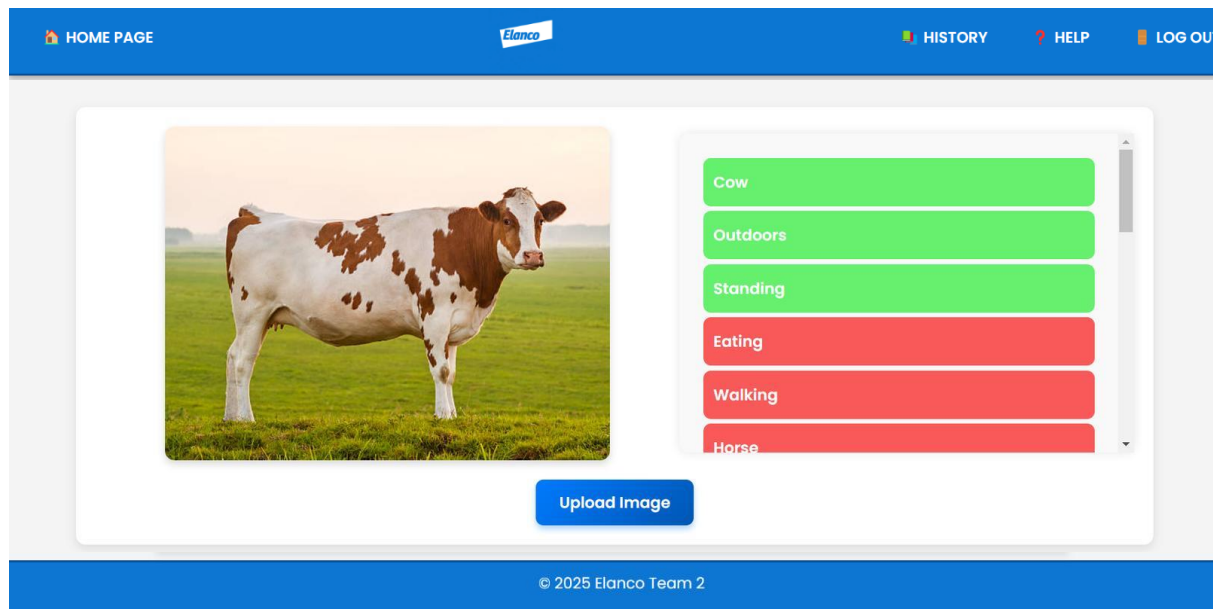 HOME PAGE
Elanco
HISTORY
HELP
LOG OU
Cow
Outdoors
Standing
Eating
Walking
Horse
Upload Image
© 2025 Elanco Team 2